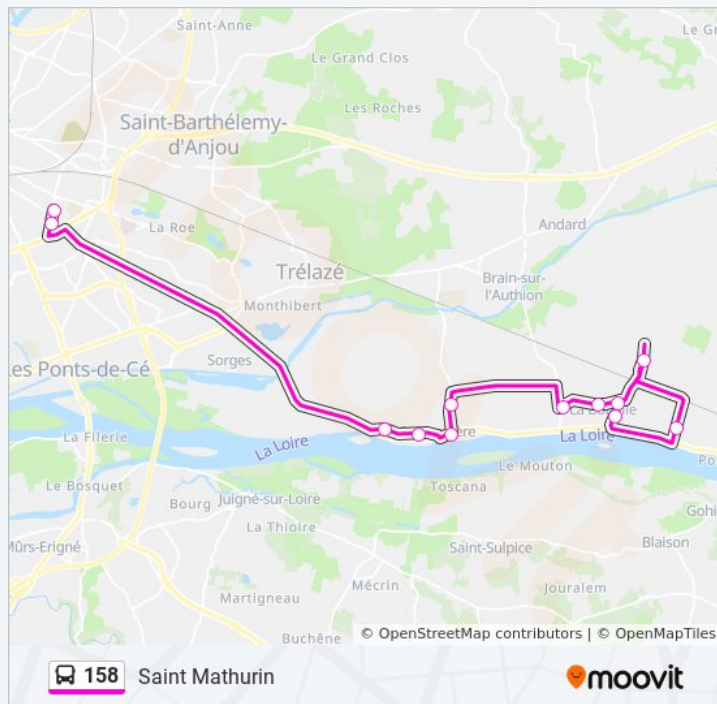 Saint-Anne
Le Grand Clos
Les Roches
Saint-Barthélemy-
d'Anjou
La Roe
Andard
Trélazé
Brain-sur-
l'Authion
Monthibert
Sorges
Les Ponts-de-Cé
La Filerie
La Loire
La Loire
Le Mouton
Le Bosquet
Juigné-sur-Loire
Toscana
Bourg
La Thioire
Gohi
Mûrs-Erigné
Saint-Sulpice
Blaison
Mécrin
Jouralem
Martigneau
Buchêne
© OpenStreetMap contributors | © OpenMapTiles
158 Saint Mathurin
moovit